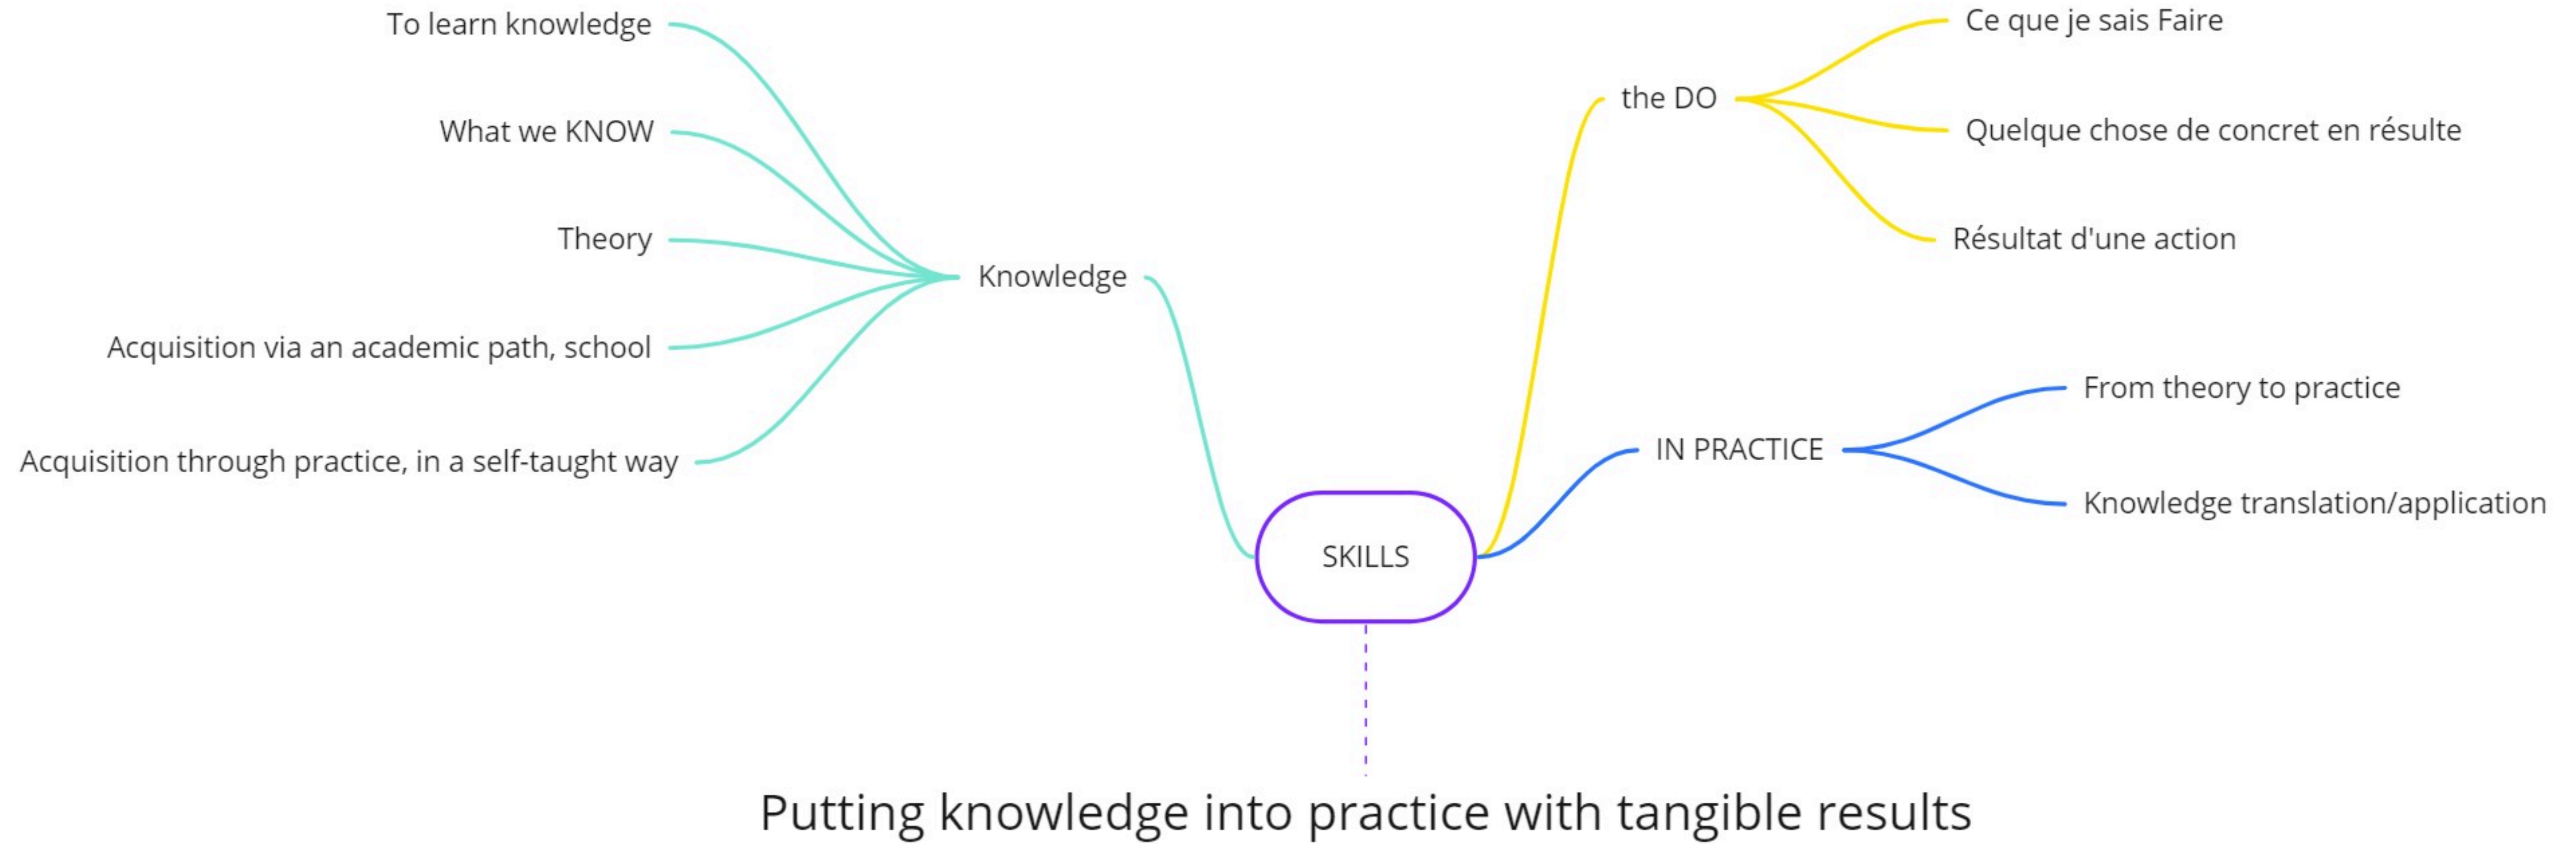 To learn knowledge
What we KNOW
Theory
Acquisition via an academic path, school
Acquisition through practice, in a self-taught way
Knowledge
the DO
Ce que je sais Faire
Quelque chose de concret en résulte
Résultat d'une action
IN PRACTICE
From theory to practice
Knowledge translation/application
SKILLS
Putting knowledge into practice with tangible results